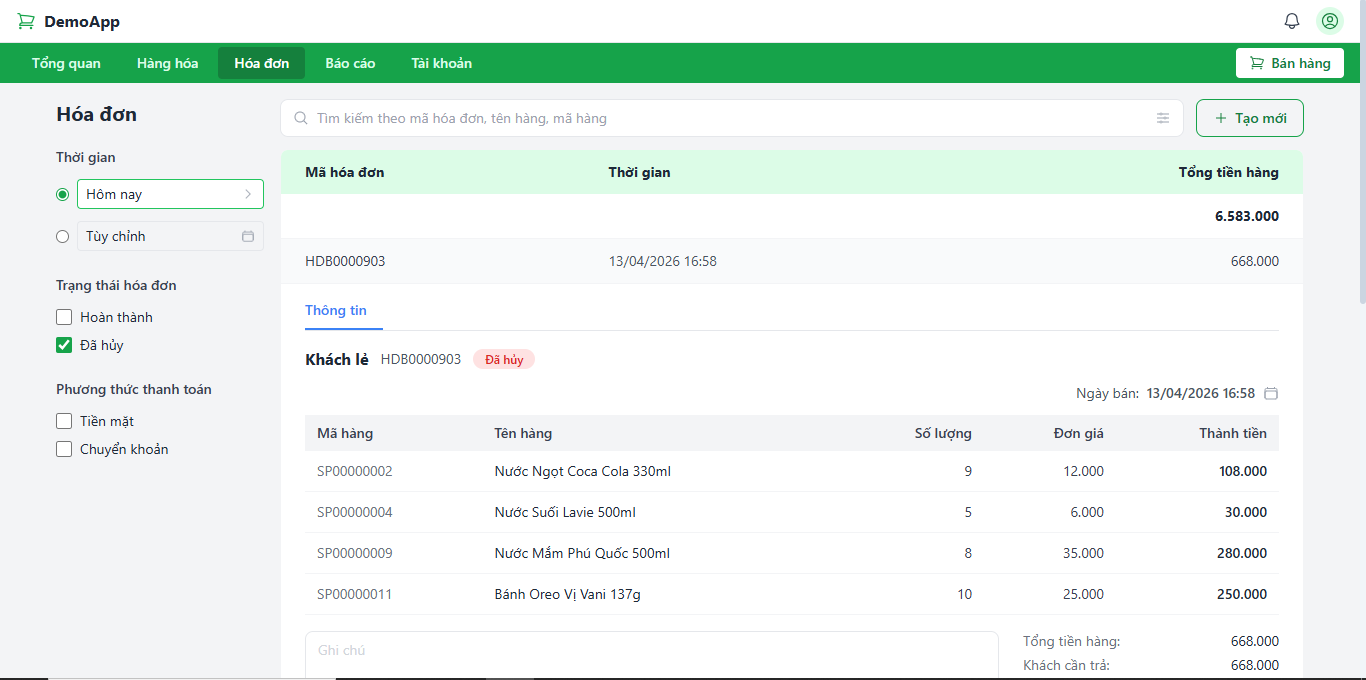 DemoApp
Tổng quan Hàng hóa Hóa đơn Báo cáo Tài khoản Bán hàng
Hóa đơn
Thời gian
Hôm nay
Tùy chỉnh
Trạng thái hóa đơn
Hoàn thành
Đã hủy
Phương thức thanh toán
Tiền mặt
Chuyển khoản
Tìm kiếm theo mã hóa đơn, tên hàng, mã hàng
Tạo mới
Mã hóa đơn Thời gian Tổng tiền hàng
6.583.000
HDB0000903 13/04/2026 16:58 668.000
Thông tin
Khách lẻ HDB0000903 Đã hủy
Ngày bán: 13/04/2026 16:58
Mã hàng Tên hàng Số lượng Đơn giá Thành tiền
SP00000002 Nước Ngọt Coca Cola 330ml 9 12.000 108.000
SP00000004 Nước Suối Lavie 500ml 5 6.000 30.000
SP00000009 Nước Mắm Phú Quốc 500ml 8 35.000 280.000
SP00000011 Bánh Oreo Vị Vani 137g 10 25.000 250.000
Ghi chú
Tổng tiền hàng: 668.000
Khách cần trả: 668.000